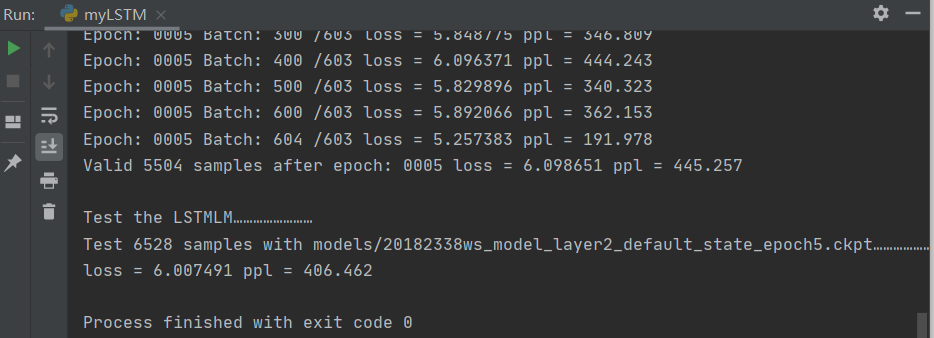 Run: myLSTM
Epoch: 0005 Batch: 300 /603 loss = 5.848775 ppl = 346.809
Epoch: 0005 Batch: 400 /603 loss = 6.096371 ppl = 444.243
Epoch: 0005 Batch: 500 /603 loss = 5.829896 ppl = 340.323
Epoch: 0005 Batch: 600 /603 loss = 5.892066 ppl = 362.153
Epoch: 0005 Batch: 604 /603 loss = 5.257383 ppl = 191.978
Valid 5504 samples after epoch: 0005 loss = 6.098651 ppl = 445.257
Test the LSTMLM……………………
Test 6528 samples with models/20182338ws_model_layer2_default_state_epoch5.ckpt………………
loss = 6.007491 ppl = 406.462
Process finished with exit code 0